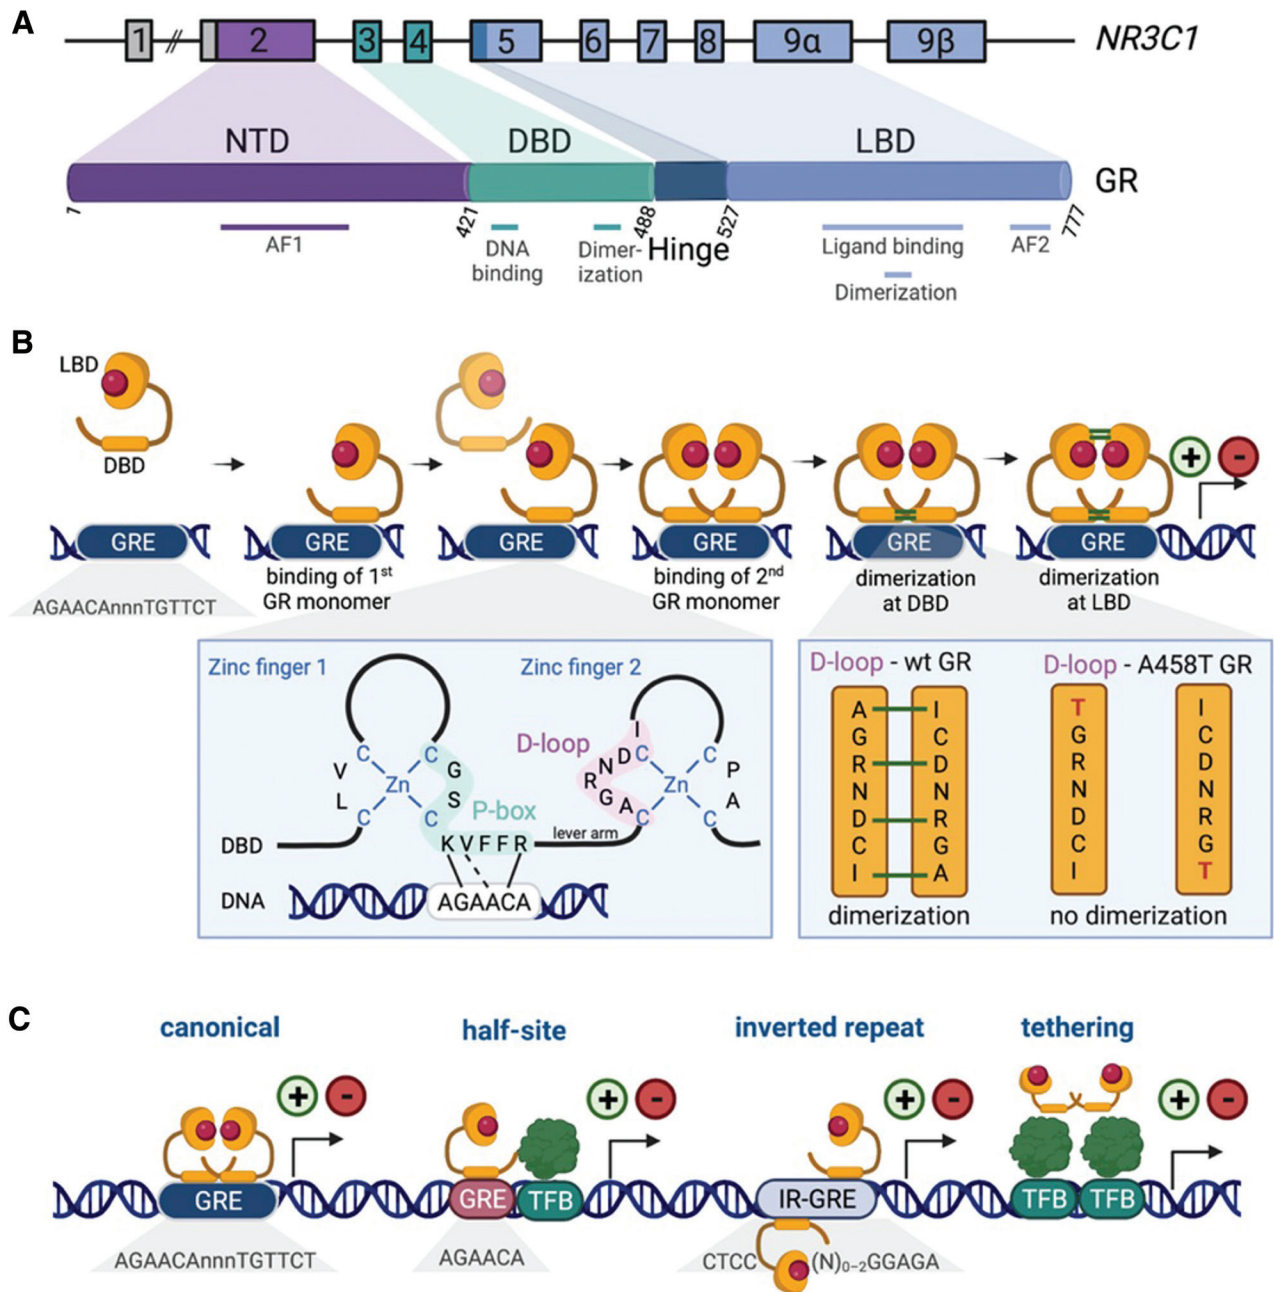 A
1 // 2 3 4 5 6 7 8 9α 9β NR3C1
NTD DBD LBD
GR
1 421 488 527 777
AF1 DNA binding Dimer-ization Hinge Ligand binding AF2
Dimerization
B
LBD
DBD
GRE GRE GRE GRE GRE GRE
+ -
AGAACAnnnTGTTCT
binding of 1st
GR monomer
binding of 2nd
GR monomer
dimerization
at DBD
dimerization
at LBD
Zinc finger 1 Zinc finger 2
D-loop
P-box
V L C C Zn C C G S
K V F F R
lever arm
I D N R G A C C Zn C C P A
DBD
DNA
AGAACA
D-loop - wt GR
A I
G C
R D
N N
D R
C G
I A
dimerization
D-loop - A458T GR
T I
G C
R D
N N
D R
C G
I T
no dimerization
C
canonical half-site inverted repeat tethering
+ - + - + - + -
GRE GRE TFB IR-GRE TFB TFB
AGAACAnnnTGTTCT AGAACA CTCC (N)0–2GGAGA